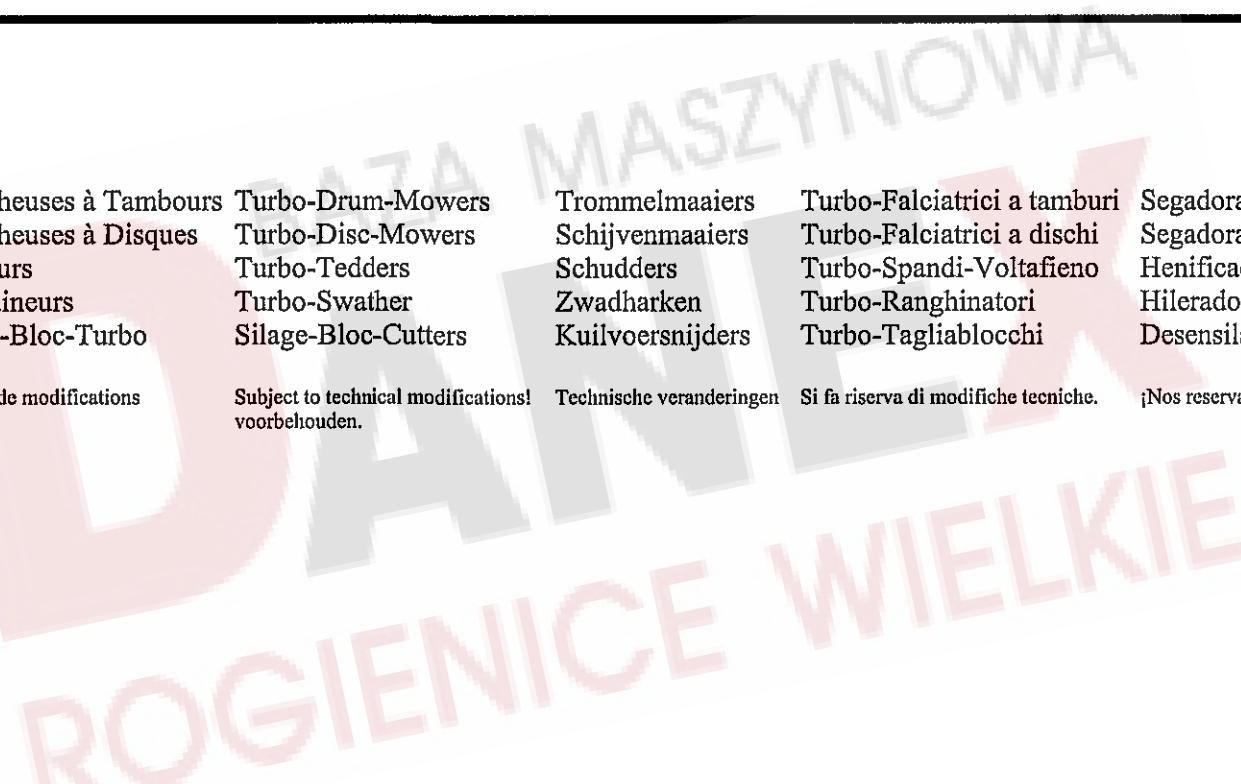 heuses à Tambours Turbo-Drum-Mowers Trommelmaaiers Turbo-Falciatrici a tamburi Segadora
heuses à Disques Turbo-Disc-Mowers Schijvenmaaiers Turbo-Falciatrici a dischi Segadora
urs Turbo-Tedders Schudders Turbo-Spandi-Voltafieno Henifica
ineurs Turbo-Swather Zwadharken Turbo-Ranghinatori Hilerado
-Bloc-Turbo Silage-Bloc-Cutters Kuilvoersnijders Turbo-Tagliablocchi Desensil
de modifications Subject to technical modifications! Technische veranderingen Si fa riserva di modifiche tecniche. ¡Nos reserva
voorbehouden.
BAZA MASZYNOWA
DANEX
ROGIENICE WIELKIE